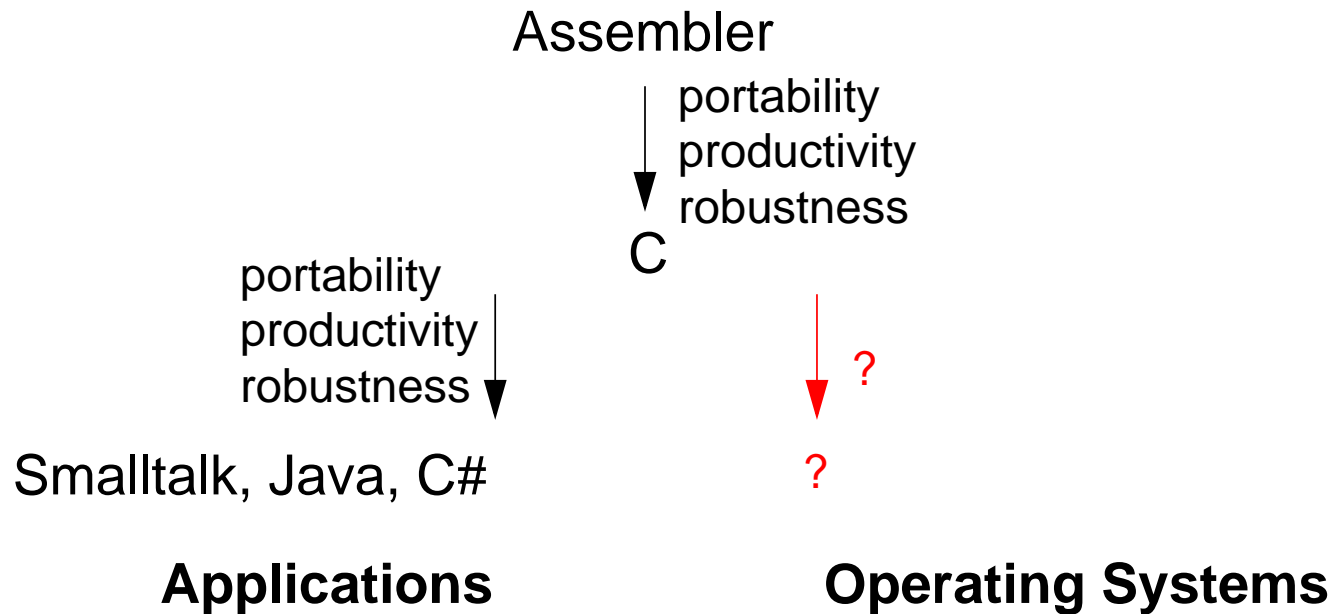 Assembler
portability
productivity
robustness
C
portability
productivity
robustness
?
Smalltalk, Java, C#
?
Applications
Operating Systems